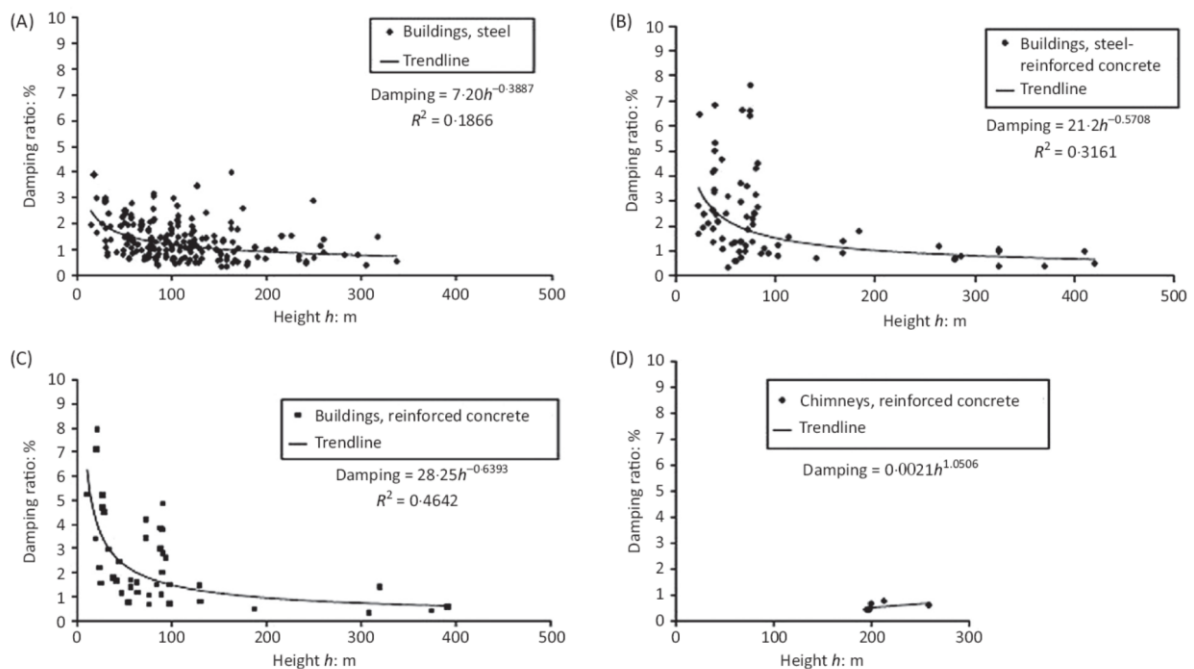 (A)
10
9
8
7
6
5
4
3
2
1
0
Damping ratio: %
Buildings, steel
Trendline
Damping = 7·20h^−0·3887
R² = 0·1866
0 100 200 300 400 500
Height h: m
(B)
10
9
8
7
6
5
4
3
2
1
0
Damping ratio: %
Buildings, steel-
reinforced concrete
Trendline
Damping = 21·2h^−0·5708
R² = 0·3161
0 100 200 300 400 500
Height h: m
(C)
10
9
8
7
6
5
4
3
2
1
0
Damping ratio: %
Buildings, reinforced concrete
Trendline
Damping = 28·25h^−0·6393
R² = 0·4642
0 100 200 300 400 500
Height h: m
(D)
10
9
8
7
6
5
4
3
2
1
0
Damping ratio: %
Chimneys, reinforced concrete
Trendline
Damping = 0·0021h^1.0506
0 100 200 300
Height h: m